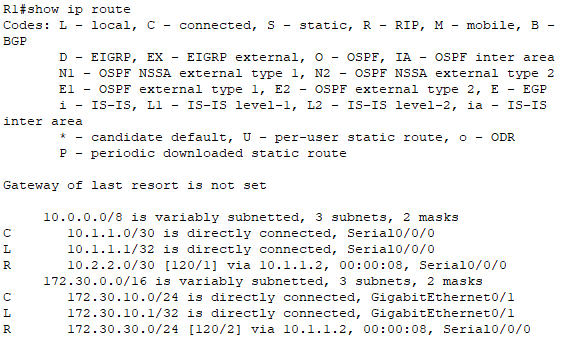 R1#show ip route
Codes: L - local, C - connected, S - static, R - RIP, M - mobile, B -
BGP
       D - EIGRP, EX - EIGRP external, O - OSPF, IA - OSPF inter area
       N1 - OSPF NSSA external type 1, N2 - OSPF NSSA external type 2
       E1 - OSPF external type 1, E2 - OSPF external type 2, E - EGP
       i - IS-IS, L1 - IS-IS level-1, L2 - IS-IS level-2, ia - IS-IS
inter area
       * - candidate default, U - per-user static route, o - ODR
       P - periodic downloaded static route

Gateway of last resort is not set

     10.0.0.0/8 is variably subnetted, 3 subnets, 2 masks
C       10.1.1.0/30 is directly connected, Serial0/0/0
L       10.1.1.1/32 is directly connected, Serial0/0/0
R       10.2.2.0/30 [120/1] via 10.1.1.2, 00:00:08, Serial0/0/0
     172.30.0.0/16 is variably subnetted, 3 subnets, 2 masks
C       172.30.10.0/24 is directly connected, GigabitEthernet0/1
L       172.30.10.1/32 is directly connected, GigabitEthernet0/1
R       172.30.30.0/24 [120/2] via 10.1.1.2, 00:00:08, Serial0/0/0